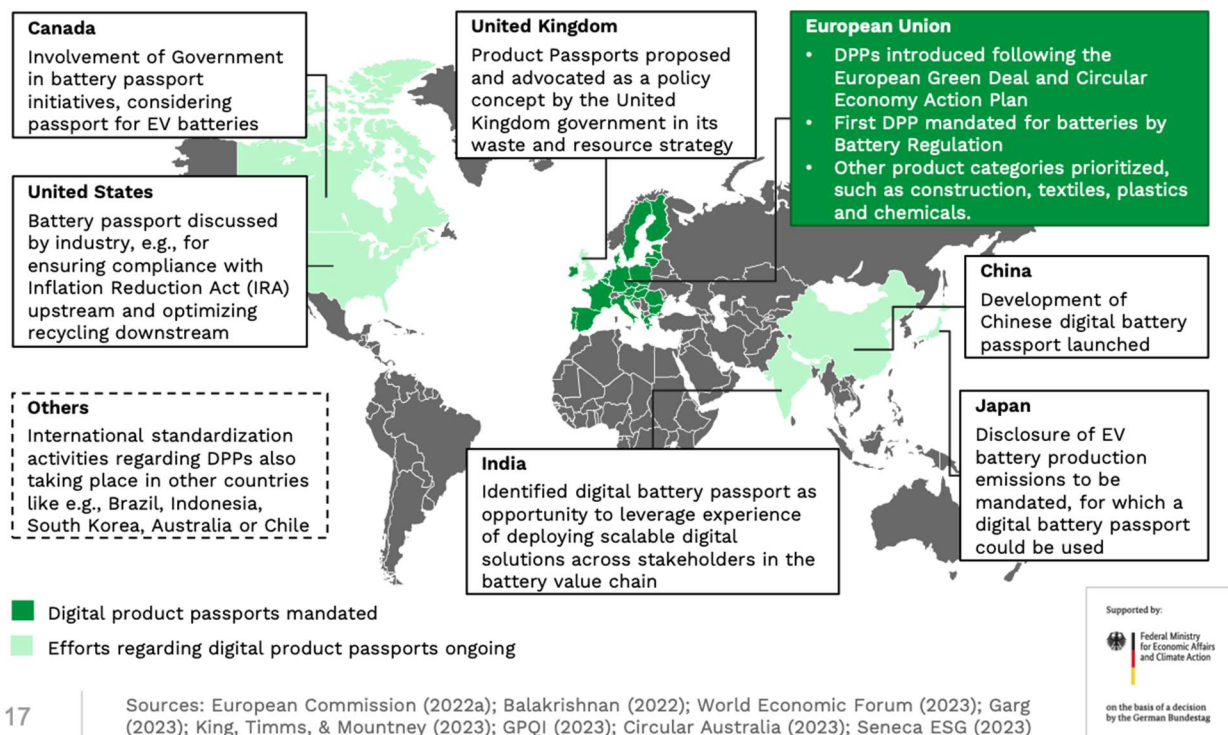 Canada
Involvement of Government
in battery passport
initiatives, considering
passport for EV batteries
United Kingdom
Product Passports proposed
and advocated as a policy
concept by the United
Kingdom government in its
waste and resource strategy
European Union
• DPPs introduced following the
European Green Deal and Circular
Economy Action Plan
• First DPP mandated for batteries by
Battery Regulation
• Other product categories prioritized,
such as construction, textiles, plastics
and chemicals.
United States
Battery passport discussed
by industry, e.g., for
ensuring compliance with
Inflation Reduction Act (IRA)
upstream and optimizing
recycling downstream
China
Development of
Chinese digital battery
passport launched
Others
International standardization
activities regarding DPPs also
taking place in other countries
like e.g., Brazil, Indonesia,
South Korea, Australia or Chile
India
Identified digital battery passport as
opportunity to leverage experience
of deploying scalable digital
solutions across stakeholders in the
battery value chain
Japan
Disclosure of EV
battery production
emissions to be
mandated, for which a
digital battery passport
could be used
Digital product passports mandated
Efforts regarding digital product passports ongoing
Supported by:
Federal Ministry
for Economic Affairs
and Climate Action
on the basis of a decision
by the German Bundestag
17
Sources: European Commission (2022a); Balakrishnan (2022); World Economic Forum (2023); Garg
(2023); King, Timms, & Mountney (2023); GPQI (2023); Circular Australia (2023); Seneca ESG (2023)